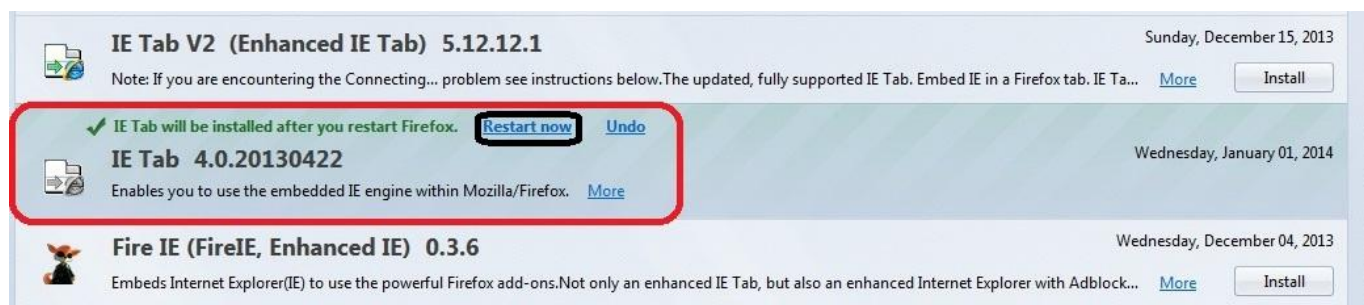 IE Tab V2 (Enhanced IE Tab) 5.12.12.1 Sunday, December 15, 2013
Note: If you are encountering the Connecting... problem see instructions below.The updated, fully supported IE Tab. Embed IE in a Firefox tab. IE Ta... More Install
IE Tab will be installed after you restart Firefox. Restart now Undo
IE Tab 4.0.20130422 Wednesday, January 01, 2014
Enables you to use the embedded IE engine within Mozilla/Firefox. More
Fire IE (FireIE, Enhanced IE) 0.3.6 Wednesday, December 04, 2013
Embeds Internet Explorer(IE) to use the powerful Firefox add-ons.Not only an enhanced IE Tab, but also an enhanced Internet Explorer with Adblock... More Install